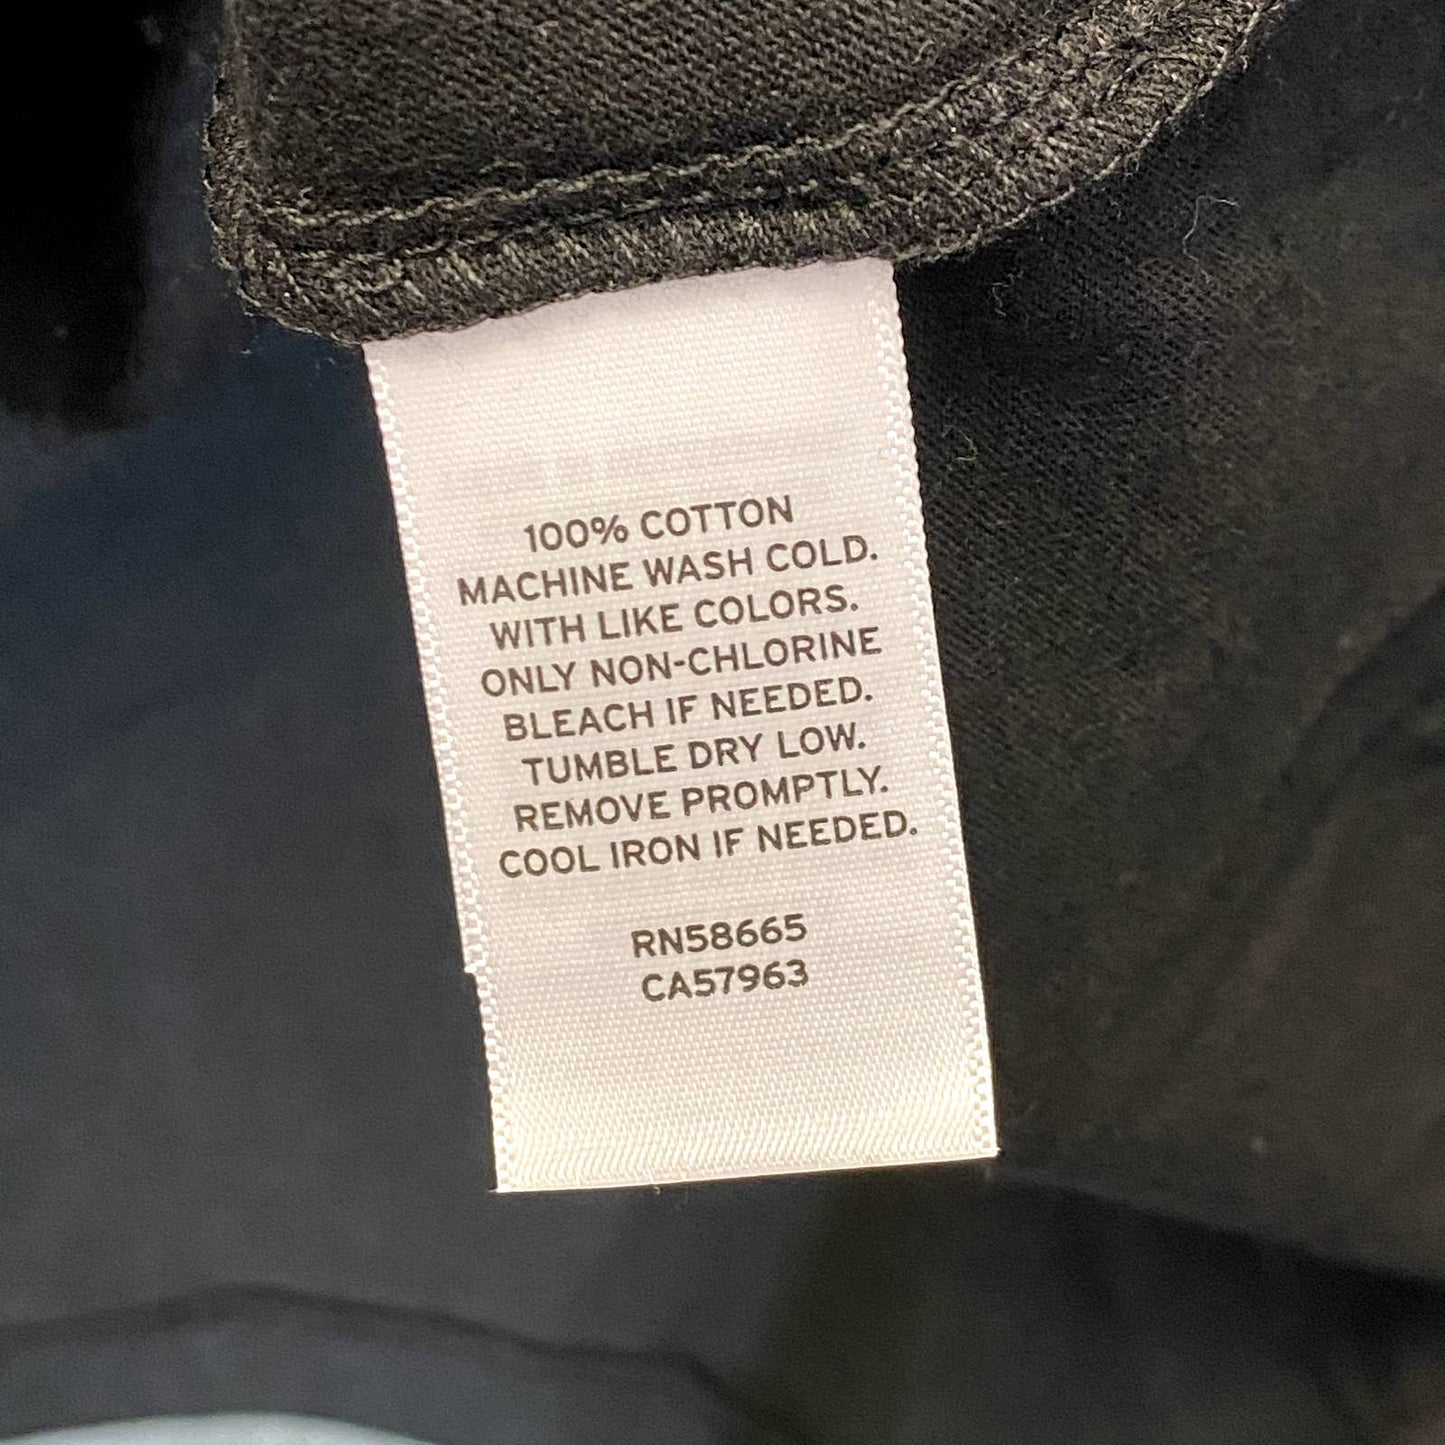 100% COTTON
MACHINE WASH COLD.
WITH LIKE COLORS.
ONLY NON-CHLORINE
BLEACH IF NEEDED.
TUMBLE DRY LOW.
REMOVE PROMPTLY.
COOL IRON IF NEEDED.
RN58665
CA57963